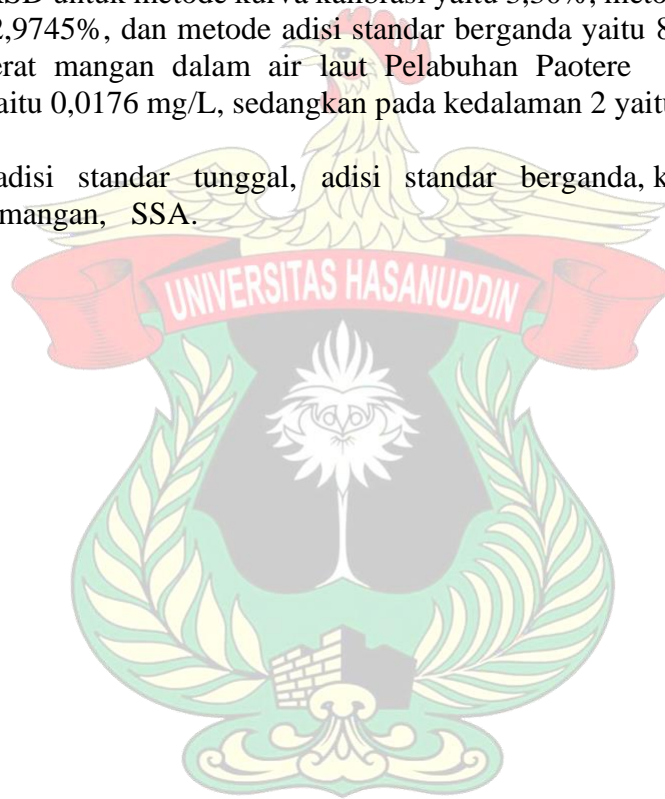 RSD untuk metode kurva kalibrasi yaitu 3,30%, metod
2,9745%, dan metode adisi standar berganda yaitu 8
erat mangan dalam air laut Pelabuhan Paotere
aitu 0,0176 mg/L, sedangkan pada kedalaman 2 yaitu
adisi standar tunggal, adisi standar berganda, k
mangan, SSA.
UNIVERSITAS HASANUDDIN